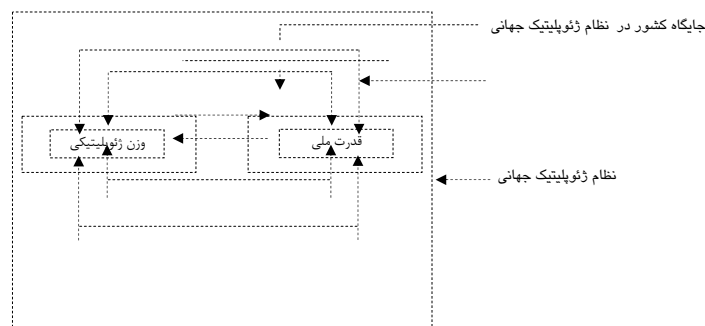 جایگاه کشور در نظام ژئوپلیتیک جهانی
قدرت ملی
وزن ژئوپلیتیکی
نظام ژئوپلیتیک جهانی